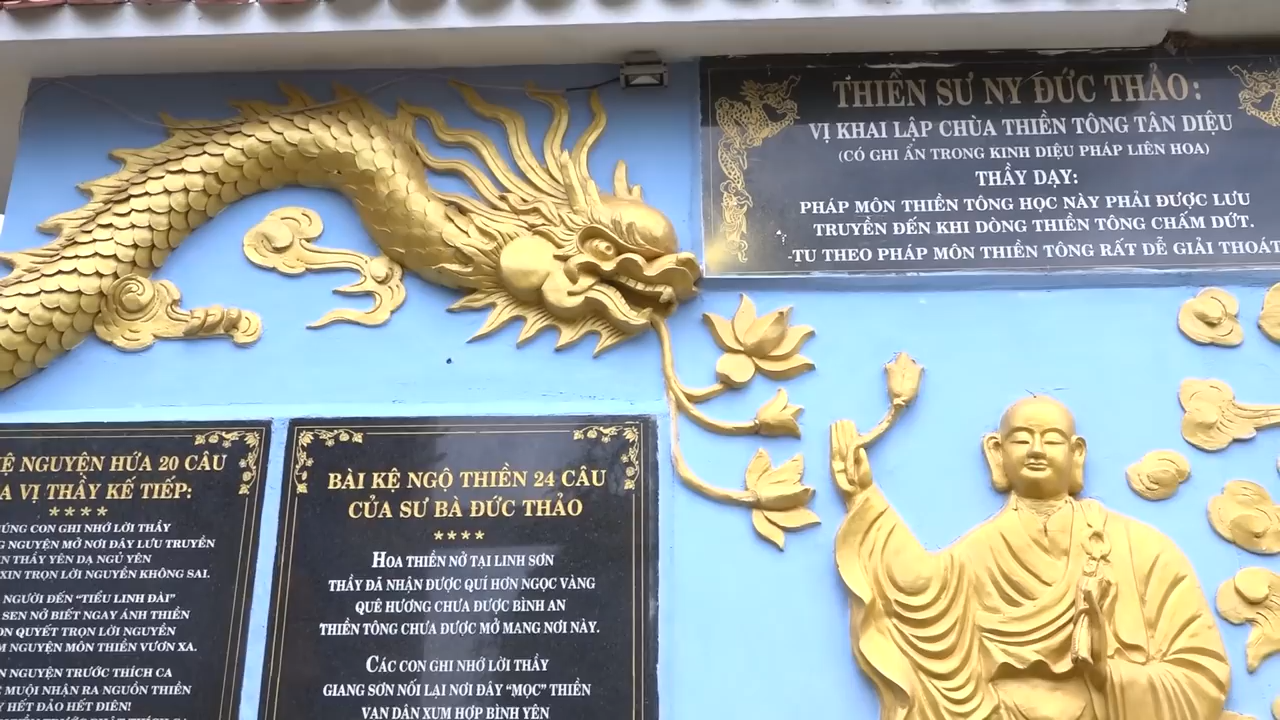 THIỀN SƯ NY ĐỨC THẢO:
VỊ KHAI LẬP CHÙA THIỀN TÔNG TÂN DIỆU
(CÓ GHI ẨN TRONG KINH DIỆU PHÁP LIÊN HOA)
THẦY DẠY:
PHÁP MÔN THIỀN TÔNG HỌC NÀY PHẢI ĐƯỢC LƯU
TRUYỀN ĐẾN KHI DÒNG THIỀN TÔNG CHẤM DỨT.
-TU THEO PHÁP MÔN THIỀN TÔNG RẤT DỄ GIẢI THOÁT
NGUYỆN HỨA 20 CÂU
VỊ THẦY KẾ TIẾP:
****
CON GHI NHỚ LỜI THẦY
NGUYỆN MỞ NƠI ĐÂY LƯU TRUYỀN
THẦY YÊN DẠ NGỦ YÊN
XIN TRỌN LỜI NGUYỀN KHÔNG SAI.
NGƯỜI ĐẾN “TIỂU LINH ĐÀI”
SEN NỞ BIẾT NGAY ÁNH THIỀN
QUYẾT TRỌN LỜI NGUYỀN
NGUYỆN MÔN THIỀN VƯƠN XA.
NGUYỆN TRƯỚC THÍCH CA
MUỘI NHẬN RA NGUỒN THIỀN
HẾT ĐẢO HẾT ĐIÊN!
BÀI KỆ NGỘ THIỀN 24 CÂU
CỦA SƯ BÀ ĐỨC THẢO
****
HOA THIỀN NỞ TẠI LINH SƠN
THẦY ĐÃ NHẬN ĐƯỢC QUÍ HƠN NGỌC VÀNG
QUÊ HƯƠNG CHƯA ĐƯỢC BÌNH AN
THIỀN TÔNG CHƯA ĐƯỢC MỞ MANG NƠI NÀY.
CÁC CON GHI NHỚ LỜI THẦY
GIANG SƠN NỐI LẠI NƠI ĐÂY “MỌC” THIỀN
VẠN DÂN XUM HỌP BÌNH YÊN